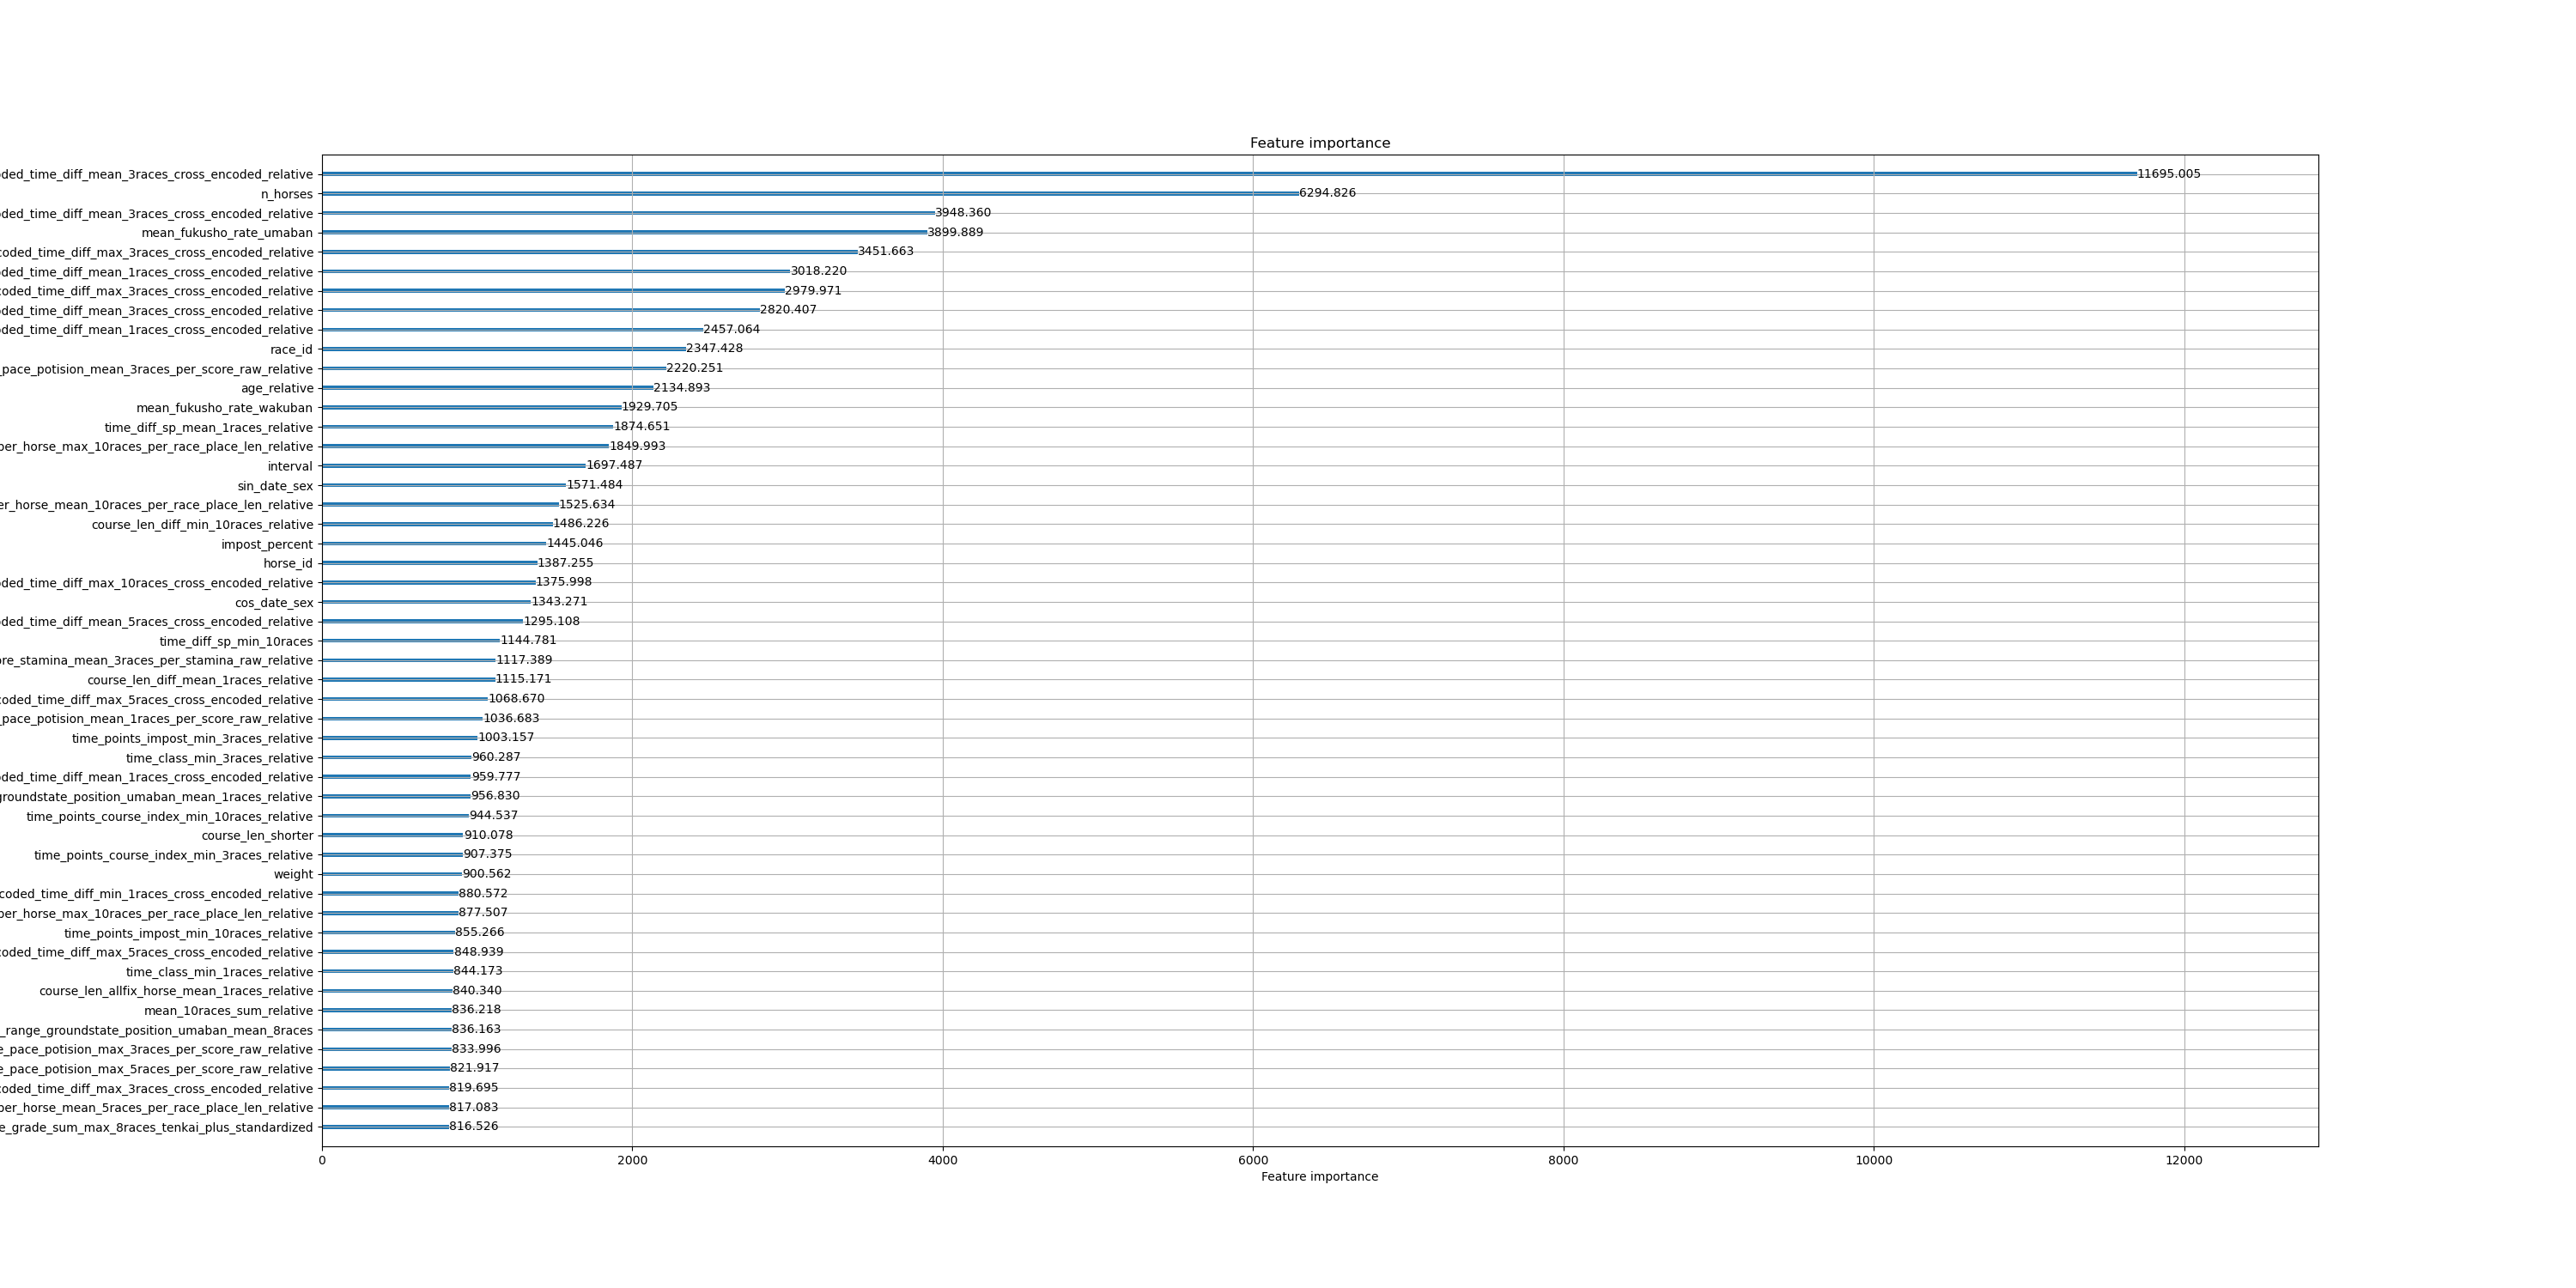 Feature importance
ded_time_diff_mean_3races_cross_encoded_relative 11695.005
n_horses 6294.826
ded_time_diff_mean_3races_cross_encoded_relative 3948.360
mean_fukusho_rate_umaban 3899.889
coded_time_diff_max_3races_cross_encoded_relative 3451.663
ded_time_diff_mean_1races_cross_encoded_relative 3018.220
coded_time_diff_max_3races_cross_encoded_relative 2979.971
ded_time_diff_mean_3races_cross_encoded_relative 2820.407
ded_time_diff_mean_1races_cross_encoded_relative 2457.064
race_id 2347.428
_pace_potision_mean_3races_per_score_raw_relative 2220.251
age_relative 2134.893
mean_fukusho_rate_wakuban 1929.705
time_diff_sp_mean_1races_relative 1874.651
per_horse_max_10races_per_race_place_len_relative 1849.993
interval 1697.487
sin_date_sex 1571.484
er_horse_mean_10races_per_race_place_len_relative 1525.634
course_len_diff_min_10races_relative 1486.226
impost_percent 1445.046
horse_id 1387.255
ded_time_diff_max_10races_cross_encoded_relative 1375.998
cos_date_sex 1343.271
ded_time_diff_mean_5races_cross_encoded_relative 1295.108
time_diff_sp_min_10races 1144.781
ore_stamina_mean_3races_per_stamina_raw_relative 1117.389
course_len_diff_mean_1races_relative 1115.171
coded_time_diff_max_5races_cross_encoded_relative 1068.670
_pace_potision_mean_1races_per_score_raw_relative 1036.683
time_points_impost_min_3races_relative 1003.157
time_class_min_3races_relative 960.287
ded_time_diff_mean_1races_cross_encoded_relative 959.777
groundstate_position_umaban_mean_1races_relative 956.830
time_points_course_index_min_10races_relative 944.537
course_len_shorter 910.078
time_points_course_index_min_3races_relative 907.375
weight 900.562
coded_time_diff_min_1races_cross_encoded_relative 880.572
per_horse_max_10races_per_race_place_len_relative 877.507
time_points_impost_min_10races_relative 855.266
coded_time_diff_max_5races_cross_encoded_relative 848.939
time_class_min_1races_relative 844.173
course_len_allfix_horse_mean_1races_relative 840.340
mean_10races_sum_relative 836.218
_range_groundstate_position_umaban_mean_8races 836.163
e_pace_potision_max_3races_per_score_raw_relative 833.996
e_pace_potision_max_5races_per_score_raw_relative 821.917
coded_time_diff_max_3races_cross_encoded_relative 819.695
per_horse_mean_5races_per_race_place_len_relative 817.083
e_grade_sum_max_8races_tenkai_plus_standardized 816.526
0 2000 4000 6000 8000 10000 12000
Feature importance